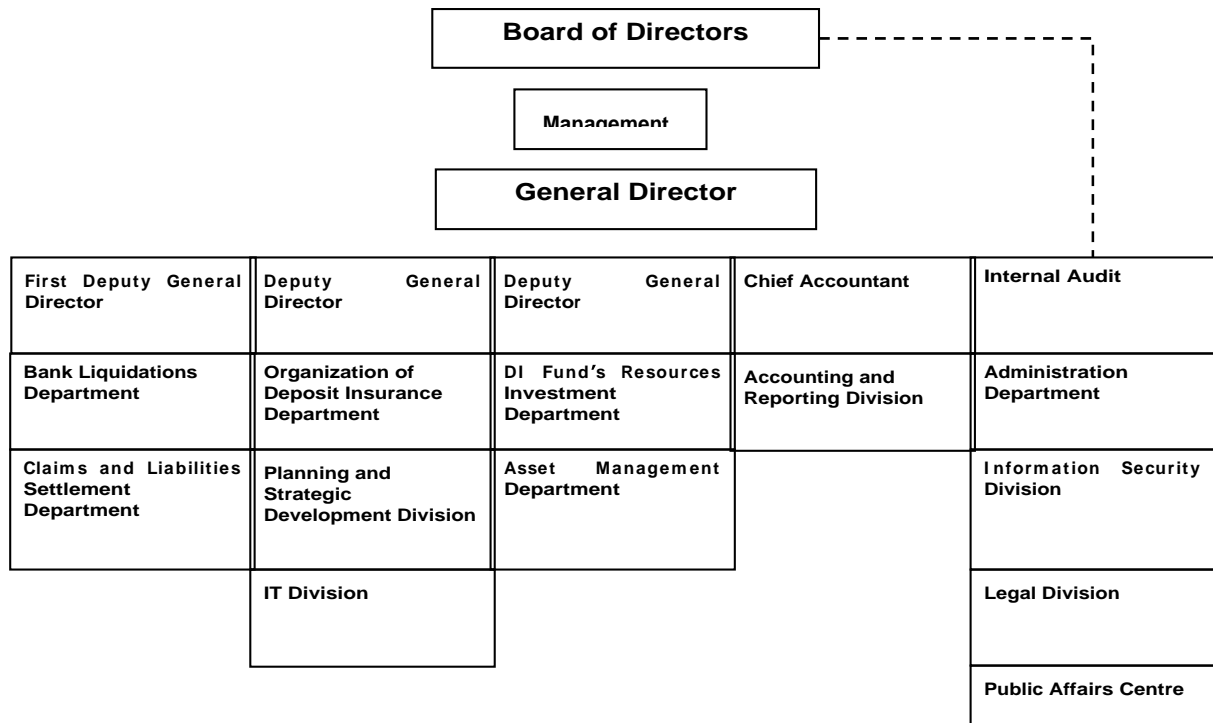 Board of Directors
Management
General Director
First Deputy General
Director
Deputy General
Director
Deputy General
Director
Chief Accountant
Internal Audit
Bank Liquidations
Department
Organization of
Deposit Insurance
Department
DI Fund's Resources
Investment
Department
Accounting and
Reporting Division
Administration
Department
Claims and Liabilities
Settlement
Department
Planning and
Strategic
Development Division
Asset Management
Department
Information Security
Division
IT Division
Legal Division
Public Affairs Centre